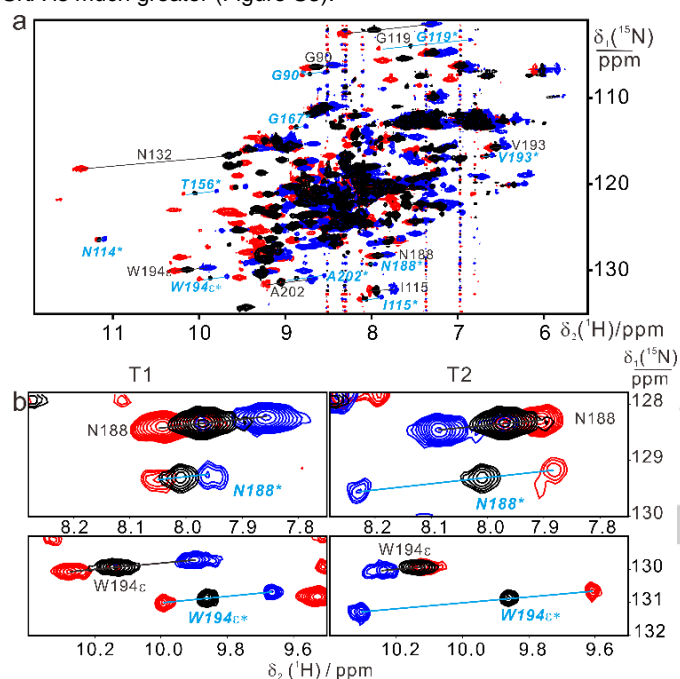 a
G119
G119*
G90
G90*
G167
N132
T156*
N114*
W194ε
W194ε*
A202
A202*
V193
V193*
N188
N188*
I115
I115*
δ₁(¹⁵N)
ppm
110
120
130
11 10 9 8 7 6 δ₂(¹H)/ppm
T1 T2
δ₁(¹⁵N)
ppm
b
N188
N188*
N188
N188*
128
129
130
8.2 8.1 8.0 7.9 7.8
8.2 8.1 8.0 7.9 7.8
W194ε
W194ε*
W194ε
W194ε*
130
131
132
10.2 10.0 9.8 9.6
10.2 10.0 9.8 9.6
δ₂(¹H) / ppm